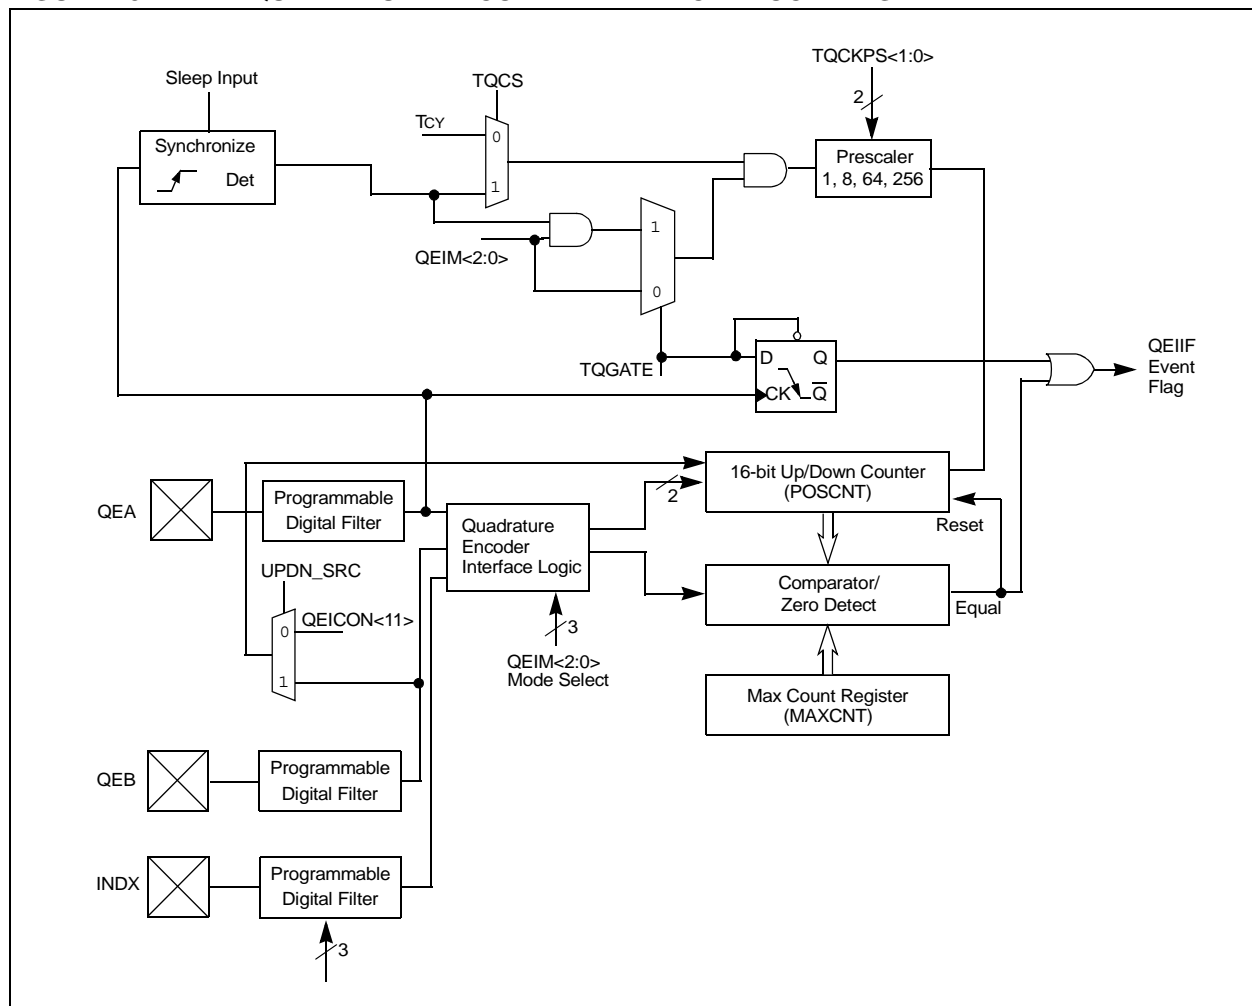 TQCKPS<1:0>
Sleep Input
TQCS
2
TCY
0
Synchronize
Det
Prescaler
1, 8, 64, 256
1
1
QEIM<2:0>
0
D Q
QEIIF
Event
Flag
TQGATE
CK Q
16-bit Up/Down Counter
(POSCNT)
2
Programmable
Digital Filter
QEA
Quadrature
Encoder
Interface Logic
Reset
UPDN_SRC
Comparator/
Zero Detect
Equal
0
QEICON<11>
3
QEIM<2:0>
Mode Select
1
Max Count Register
(MAXCNT)
QEB
Programmable
Digital Filter
INDX
Programmable
Digital Filter
3